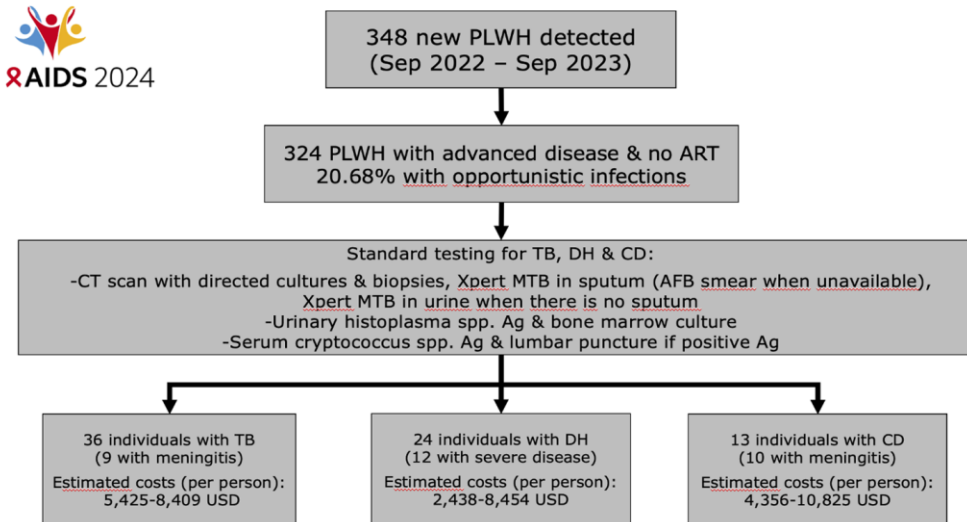 AIDS 2024
348 new PLWH detected
(Sep 2022 – Sep 2023)
324 PLWH with advanced disease & no ART
20.68% with opportunistic infections
Standard testing for TB, DH & CD:
-CT scan with directed cultures & biopsies, Xpert MTB in sputum (AFB smear when unavailable),
Xpert MTB in urine when there is no sputum
-Urinary histoplasma spp. Ag & bone marrow culture
-Serum cryptococcus spp. Ag & lumbar puncture if positive Ag
36 individuals with TB
(9 with meningitis)
Estimated costs (per person):
5,425-8,409 USD
24 individuals with DH
(12 with severe disease)
Estimated costs (per person):
2,438-8,454 USD
13 individuals with CD
(10 with meningitis)
Estimated costs (per person):
4,356-10,825 USD